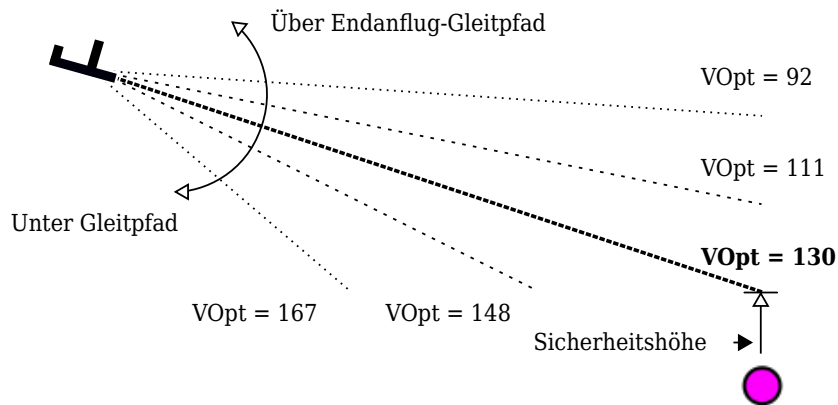 Über Endanflug-Gleitpfad
VOpt = 92
VOpt = 111
Unter Gleitpfad
VOpt = 130
VOpt = 167
VOpt = 148
Sicherheitshöhe